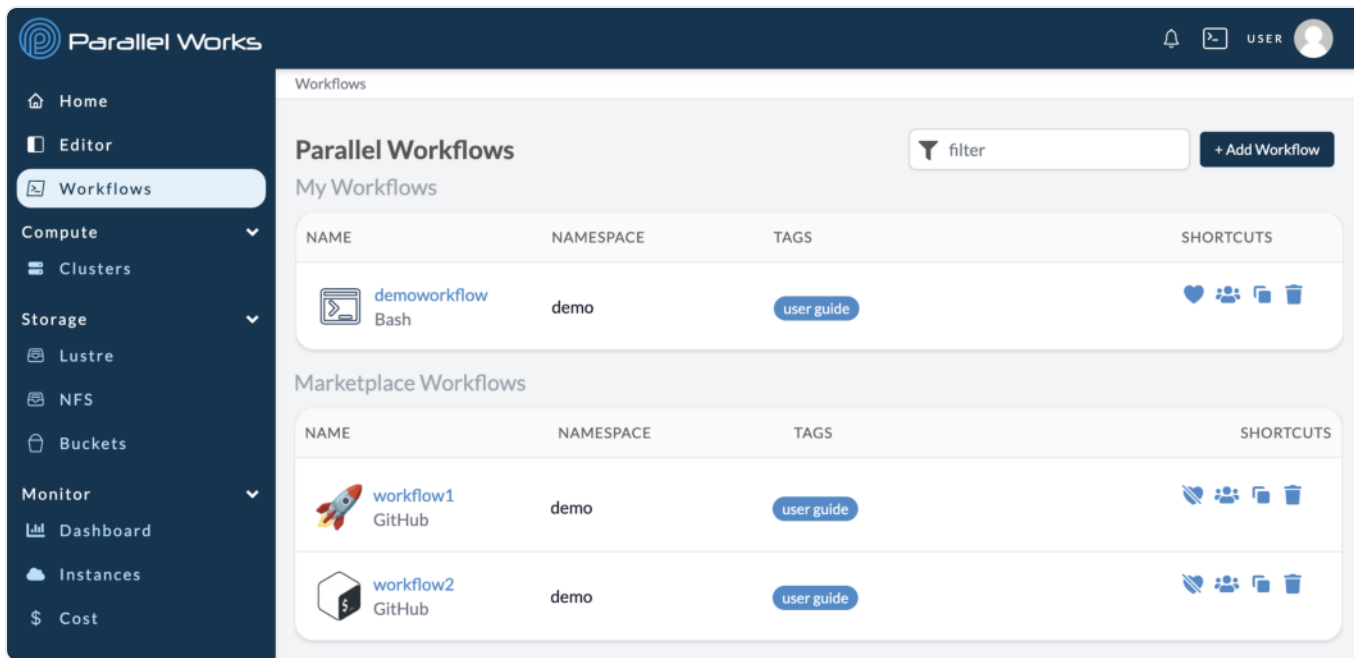 Parallel Works
USER
Home
Editor
Workflows
Compute
Clusters
Storage
Lustre
NFS
Buckets
Monitor
Dashboard
Instances
$ Cost
Workflows
Parallel Workflows
filter
+ Add Workflow
My Workflows
NAME NAMESPACE TAGS SHORTCUTS
demoworkflow
Bash
demo
user guide
Marketplace Workflows
NAME NAMESPACE TAGS SHORTCUTS
workflow1
GitHub
demo
user guide
$_
workflow2
GitHub
demo
user guide